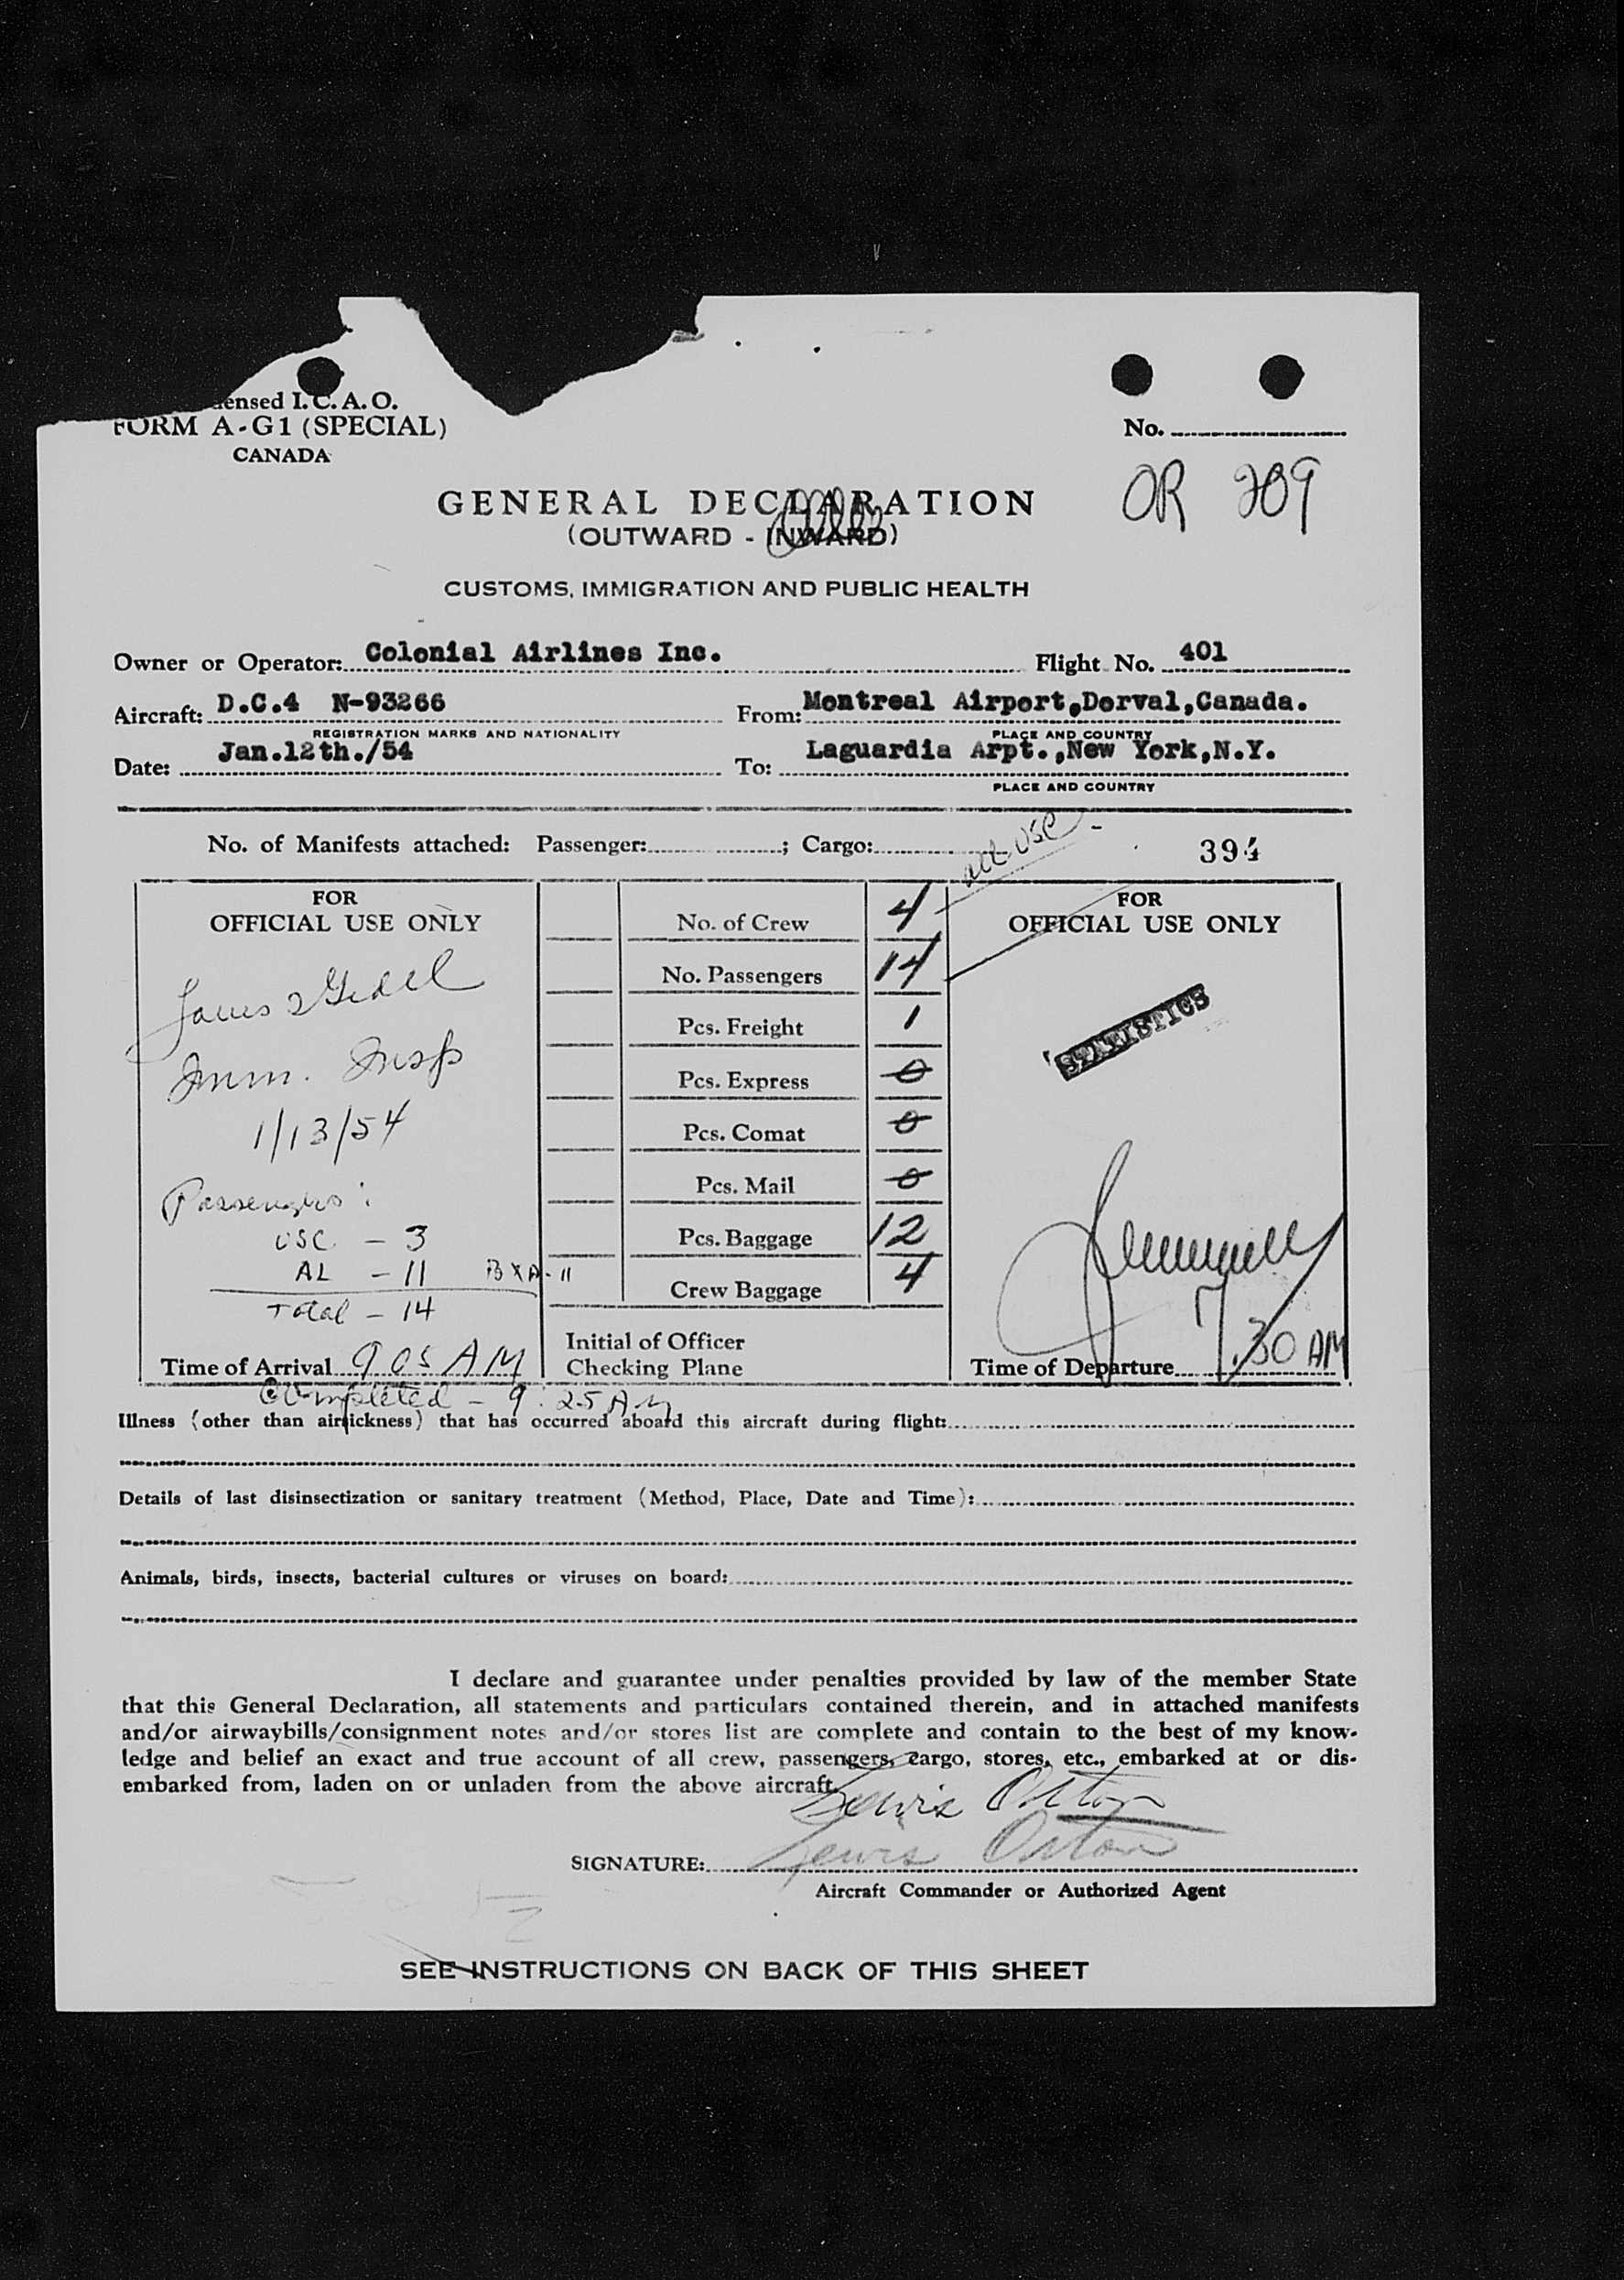 ensed I.C.A.O.
FORM A-G1 (SPECIAL)
CANADA
No.
OR 209
GENERAL DECLARATION
(OUTWARD - INWARD)
CUSTOMS, IMMIGRATION AND PUBLIC HEALTH
Owner or Operator: Colonial Airlines Inc. Flight No. 401
Aircraft: D.C.4 N-93266 From: Montreal Airport,Dorval,Canada.
REGISTRATION MARKS AND NATIONALITY PLACE AND COUNTRY
Date: Jan.12th./54 To: Laguardia Arpt.,New York,N.Y.
PLACE AND COUNTRY
No. of Manifests attached: Passenger: ; Cargo: all USC - 394
FOR
OFFICIAL USE ONLY
Imm. Insp
1/13/54
Passengers:
USC - 3
AL - 11 BXA-11
Total - 14
Time of Arrival 9 05 AM
Completed - 9:25 AM
No. of Crew 4
No. Passengers 14
Pcs. Freight 1
Pcs. Express 0
Pcs. Comat 0
Pcs. Mail 0
Pcs. Baggage 12
Crew Baggage 4
Initial of Officer
Checking Plane
FOR
OFFICIAL USE ONLY
STATISTICS
Time of Departure 7.30 AM
Illness (other than airsickness) that has occurred aboard this aircraft during flight:
Details of last disinsectization or sanitary treatment (Method, Place, Date and Time):
Animals, birds, insects, bacterial cultures or viruses on board:
I declare and guarantee under penalties provided by law of the member State
that this General Declaration, all statements and particulars contained therein, and in attached manifests
and/or airwaybills/consignment notes and/or stores list are complete and contain to the best of my know-
ledge and belief an exact and true account of all crew, passengers, cargo, stores, etc., embarked at or dis-
embarked from, laden on or unladen from the above aircraft.
Lewis Orton
SIGNATURE: Lewis Orton
Aircraft Commander or Authorized Agent
SEE INSTRUCTIONS ON BACK OF THIS SHEET